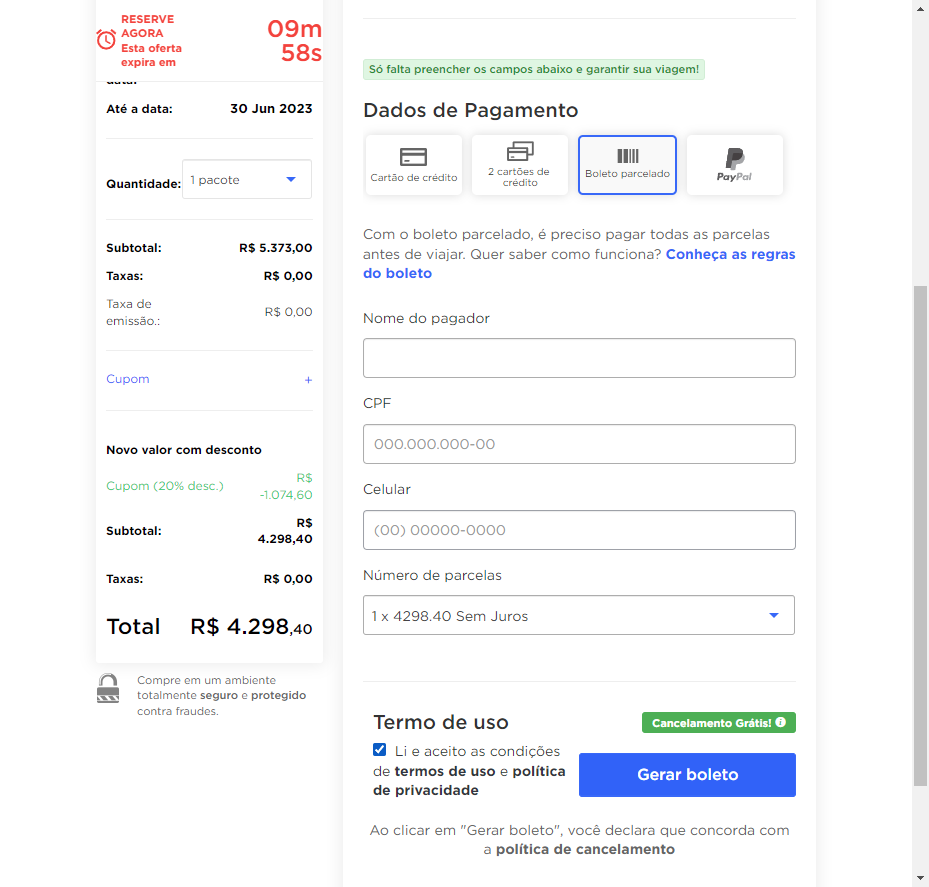 RESERVE
AGORA
Esta oferta
expira em
09m
58s
data:
Até a data:
30 Jun 2023
Quantidade:
1 pacote
Subtotal:
R$ 5.373,00
Taxas:
R$ 0,00
Taxa de
emissão.:
R$ 0,00
Cupom
+
Novo valor com desconto
Cupom (20% desc.)
R$
-1.074,60
Subtotal:
R$
4.298,40
Taxas:
R$ 0,00
Total
R$ 4.298,40
Compre em um ambiente
totalmente seguro e protegido
contra fraudes.
Só falta preencher os campos abaixo e garantir sua viagem!
Dados de Pagamento
Cartão de crédito
2 cartões de
crédito
Boleto parcelado
PayPal
Com o boleto parcelado, é preciso pagar todas as parcelas
antes de viajar. Quer saber como funciona? Conheça as regras
do boleto
Nome do pagador
CPF
000.000.000-00
Celular
(00) 00000-0000
Número de parcelas
1 x 4298.40 Sem Juros
Termo de uso
Cancelamento Grátis!
Li e aceito as condições
de termos de uso e política
de privacidade
Gerar boleto
Ao clicar em "Gerar boleto", você declara que concorda com
a política de cancelamento